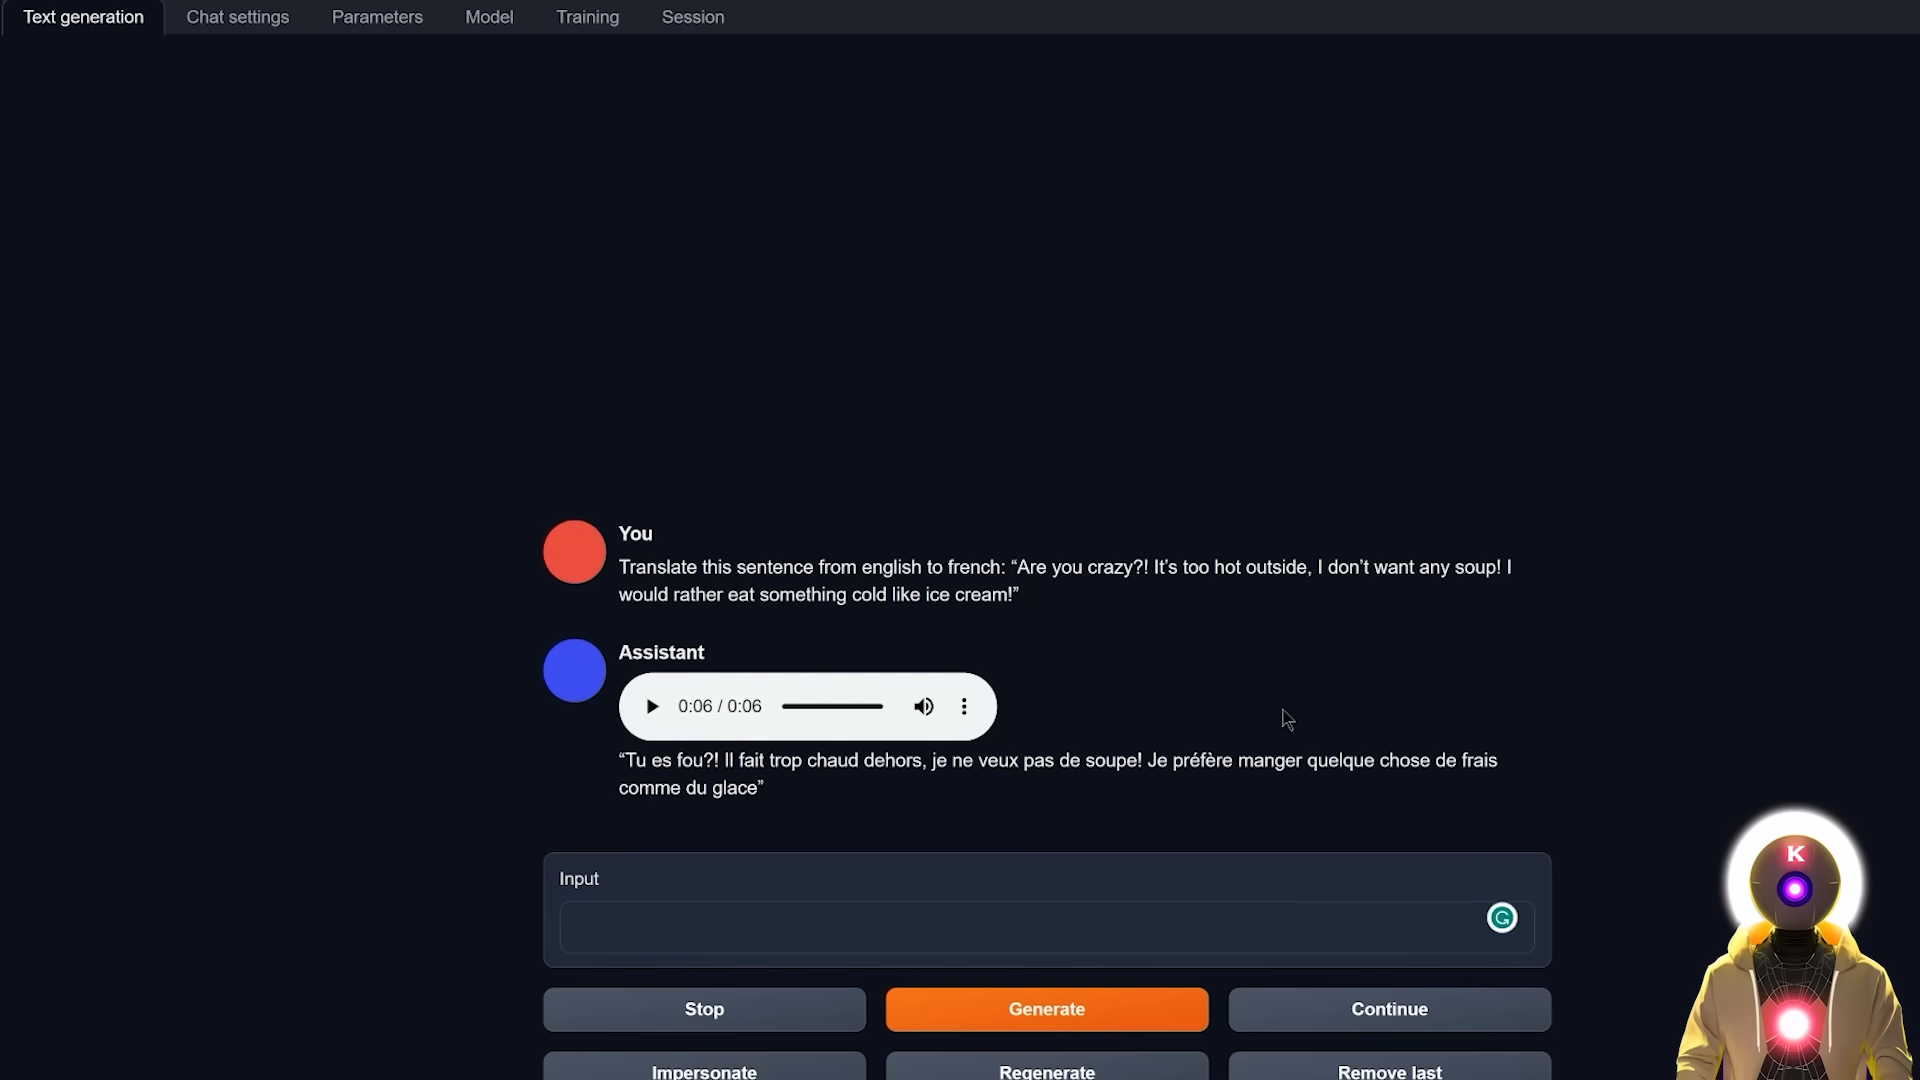 Text generation
Chat settings
Parameters
Model
Training
Session
You
Translate this sentence from english to french: “Are you crazy?! It’s too hot outside, I don’t want any soup! I
would rather eat something cold like ice cream!”
Assistant
0:06 / 0:06
“Tu es fou?! Il fait trop chaud dehors, je ne veux pas de soupe! Je préfère manger quelque chose de frais
comme du glace”
Input
G
Stop
Generate
Continue
Impersonate
Regenerate
Remove last
K